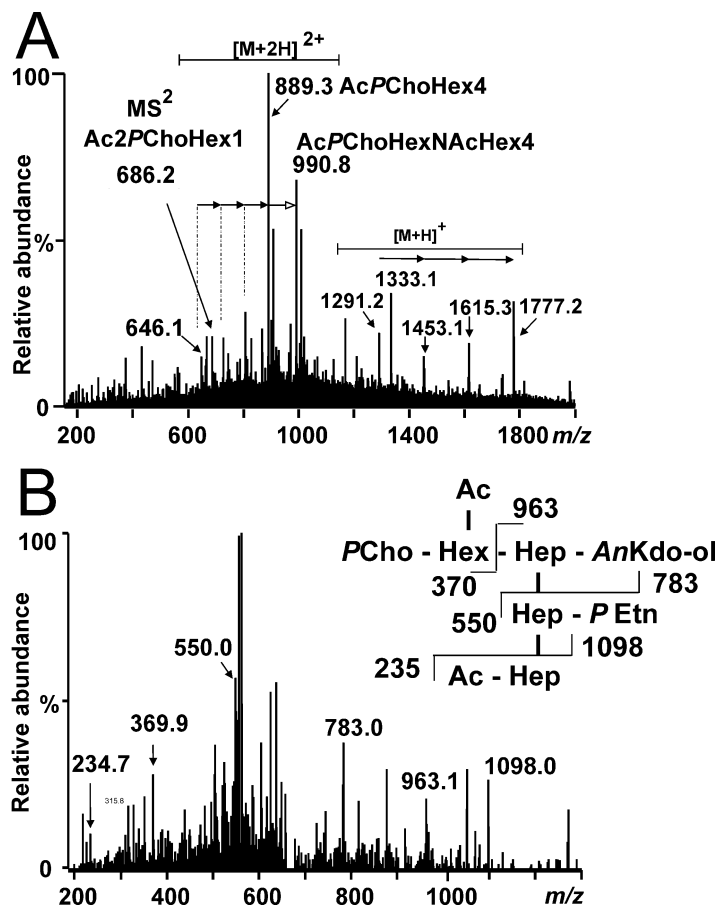 A
[M+2H] 2+
100
889.3 AcPChoHex4
MS2
Ac2PChoHex1
AcPChoHexNAcHex4
686.2
990.8
Relative abundance
%
[M+H]+
1333.1
1291.2
1615.3
1777.2
646.1
1453.1
0
200 600 1000 1400 1800 m/z
B
Ac
963
100
PCho - Hex - Hep - AnKdo-ol
370
783
550
Hep - P Etn
1098
235
Ac - Hep
550.0
Relative abundance
%
369.9
783.0
234.7
315.8
963.1
1098.0
0
200 400 600 800 1000 m/z